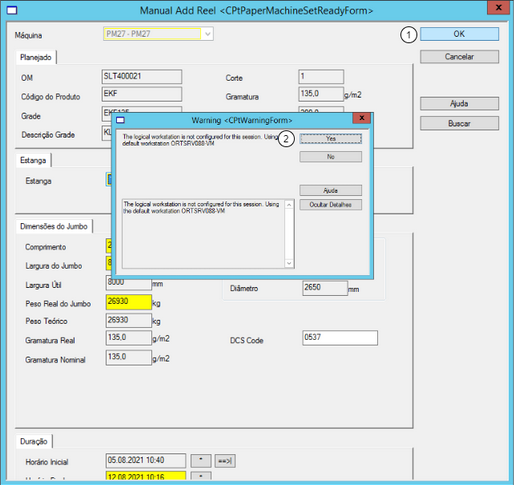 Manual Add Reel <CPtPaperMachineSetReadyForm>
x
Máquina
PM27 - PM27
1
OK
Cancelar
Ajuda
Buscar
Planejado
OM
SLT400021
Corte
1
Código do Produto
EKF
Gramatura
135,0
g/m2
Grade
Descrição Grade
Warning <CPtWarningForm>
x
The logical workstation is not configured for this session. Using
default workstation ORTSRV088-VM
2
Yes
No
Ajuda
Ocultar Detalhes
The logical workstation is not configured for this session. Using
the default workstation ORTSRV088-VM
Estanga
Estanga
Dimensões do Jumbo
Comprimento
2
Largura do Jumbo
8
Largura Útil
8000
mm
Diâmetro
2650
mm
Peso Real do Jumbo
26930
kg
Peso Teórico
26930
kg
Gramatura Real
135,0
g/m2
DCS Code
0537
Gramatura Nominal
135,0
g/m2
Duração
Horário Inicial
05.08.2021 10:40
*
==>|
12.08.2021 10:16
*